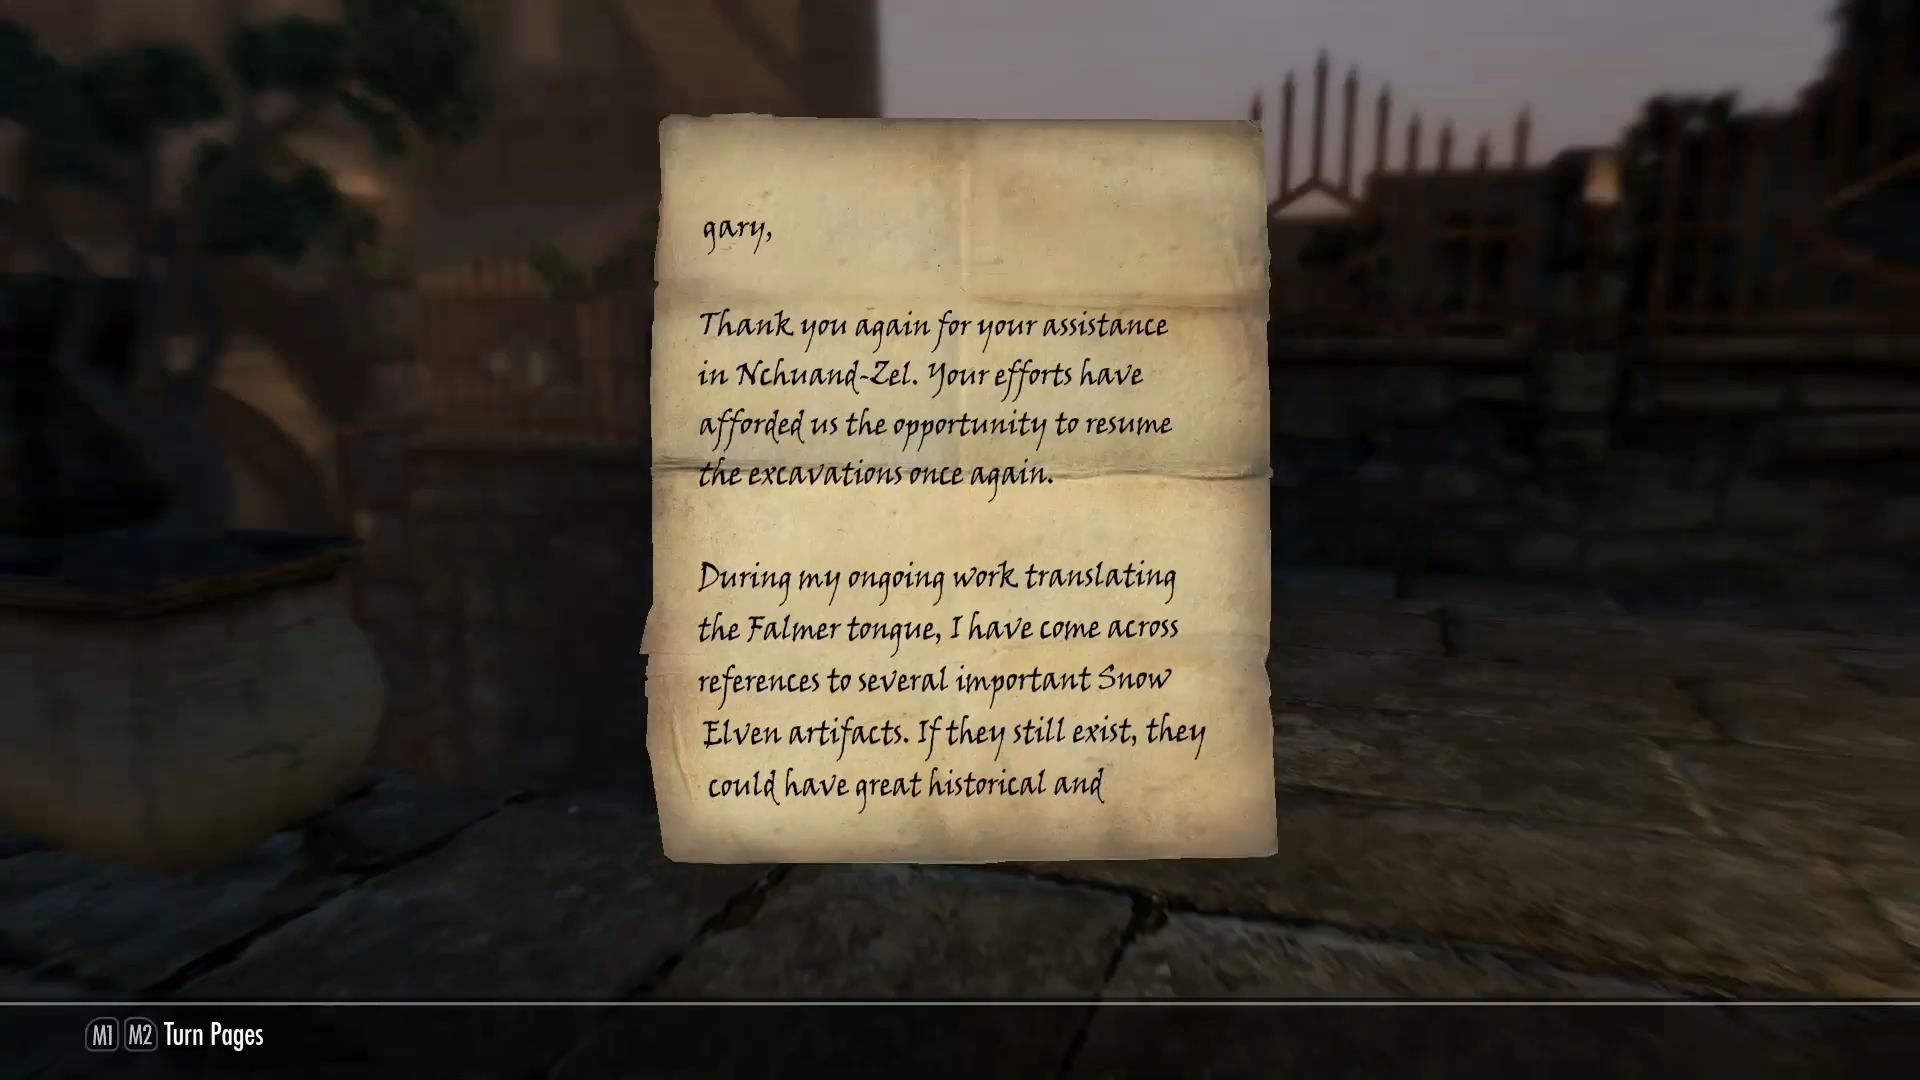 gary,
Thank you again for your assistance
in Nchuand-Zel. Your efforts have
afforded us the opportunity to resume
the excavations once again.
During my ongoing work translating
the Falmer tongue, I have come across
references to several important Snow
Elven artifacts. If they still exist, they
could have great historical and
M1 M2 Turn Pages